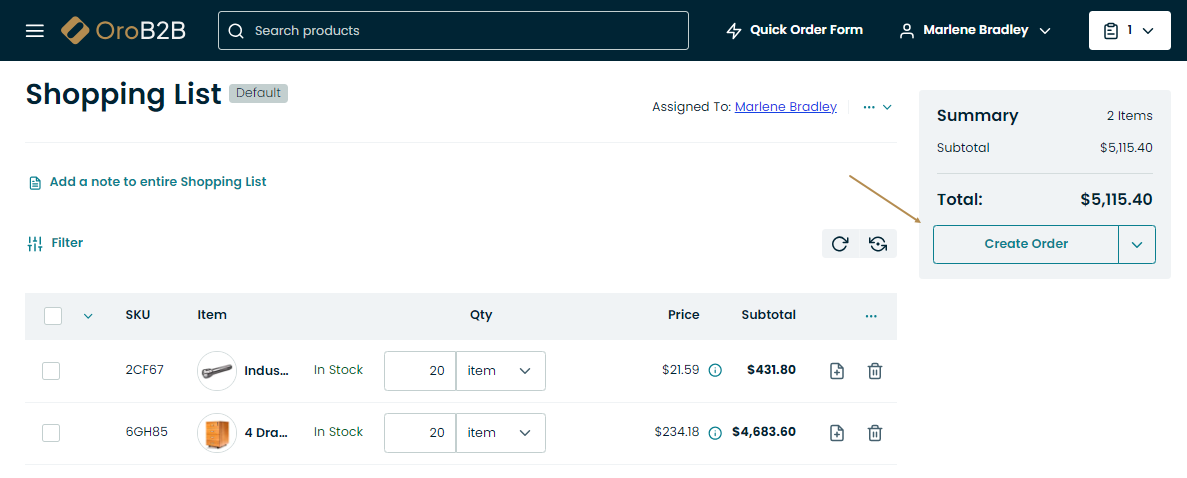 OroB2B
Search products
Quick Order Form
Marlene Bradley
1
Shopping List Default
Assigned To: Marlene Bradley
Add a note to entire Shopping List
Filter
Summary 2 Items
Subtotal $5,115.40
Total: $5,115.40
Create Order
SKU Item Qty Price Subtotal
2CF67 Indus... In Stock 20 item $21.59 $431.80
6GH85 4 Dra... In Stock 20 item $234.18 $4,683.60